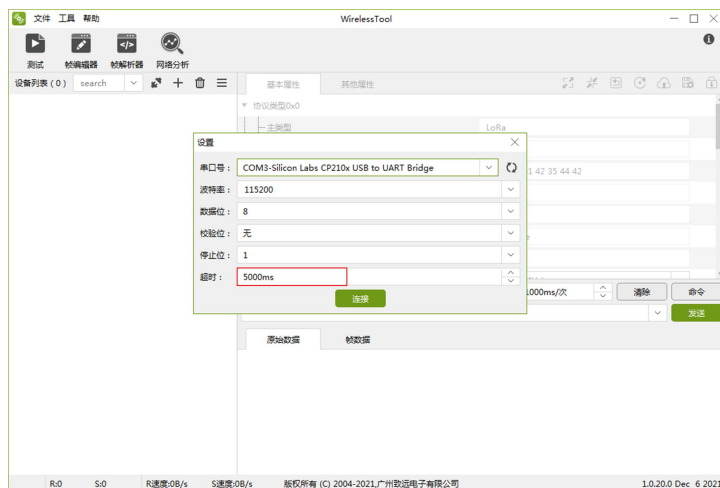 文件 工具 帮助 WirelessTool
测试 帧编辑器 帧解析器 网络分析
设备列表 ( 0 ) search 基本属性 其他属性
协议类型0x0
主类型 LoRa
设置
串口号： COM3-Silicon Labs CP210x USB to UART Bridge
1 42 35 44 42
波特率： 115200
数据位： 8
校验位： 无
停止位： 1
超时： 5000ms
1000ms/次 清除 命令
连接
发送
原始数据 帧数据
R:0 S:0 R速度:0B/s S速度:0B/s 版权所有 (C) 2004-2021,广州致远电子有限公司 1.0.20.0 Dec 6 2021